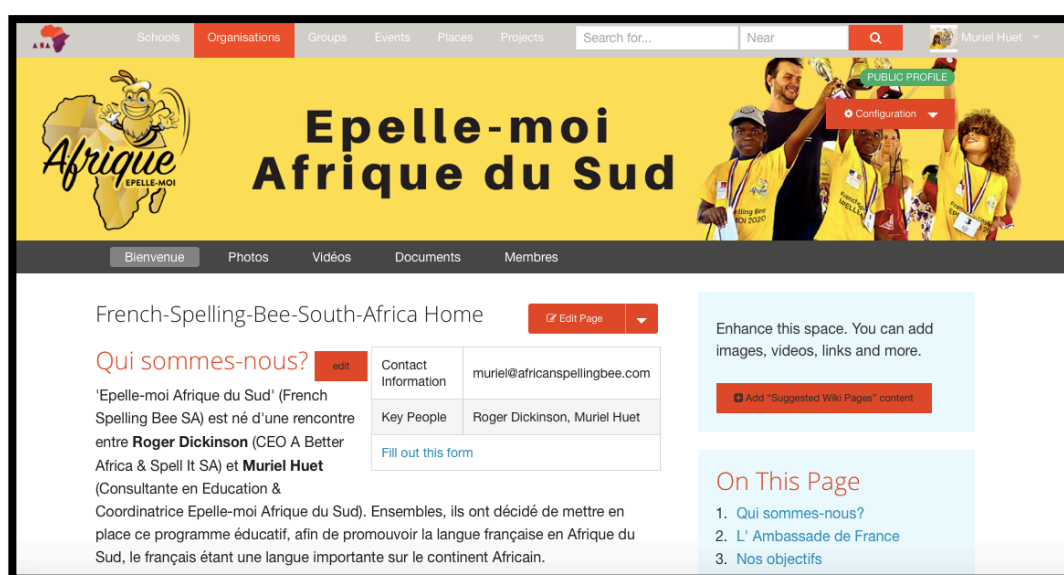 ABA
Schools Organisations Groups Events Places Projects Search for... Near Muriel Huet
PUBLIC PROFILE
Configuration
Afrique
EPELLE-MOI
Epelle-moi
Afrique du Sud
Bienvenue Photos Vidéos Documents Membres
French-Spelling-Bee-South-Africa Home
Edit Page
Qui sommes-nous?
edit
'Epelle-moi Afrique du Sud' (French
Spelling Bee SA) est né d'une rencontre
entre Roger Dickinson (CEO A Better
Africa & Spell It SA) et Muriel Huet
(Consultante en Education &
Coordinatrice Epelle-moi Afrique du Sud). Ensembles, ils ont décidé de mettre en
place ce programme éducatif, afin de promouvoir la langue française en Afrique du
Sud, le français étant une langue importante sur le continent Africain.
Contact Information muriel@africanspellingbee.com
Key People Roger Dickinson, Muriel Huet
Fill out this form
Enhance this space. You can add
images, videos, links and more.
Add "Suggested Wiki Pages" content
On This Page
1. Qui sommes-nous?
2. L' Ambassade de France
3. Nos objectifs